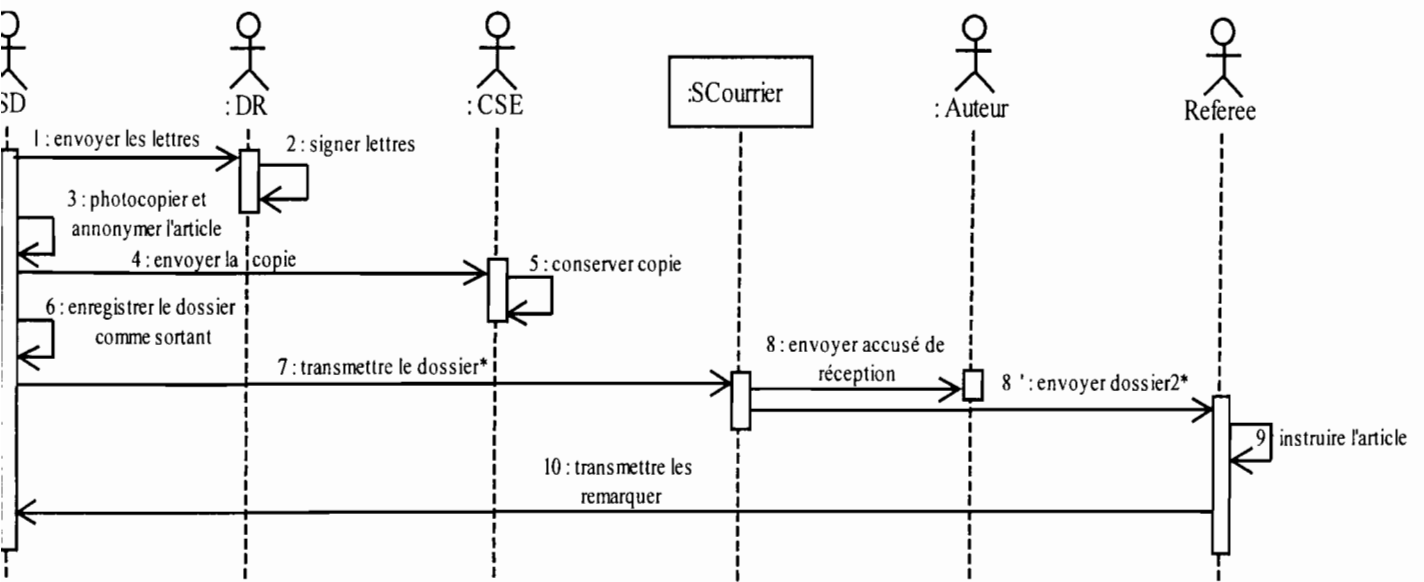 SD
: DR
: CSE
:SCourrier
: Auteur
Referee
1 : envoyer les lettres
2 : signer lettres
3 : photocopier et
annonymer l'article
4 : envoyer la copie
5 : conserver copie
6 : enregistrer le dossier
comme sortant
7 : transmettre le dossier*
8 : envoyer accusé de
réception
8 ' : envoyer dossier2*
9 instruire l'article
10 : transmettre les
remarquer